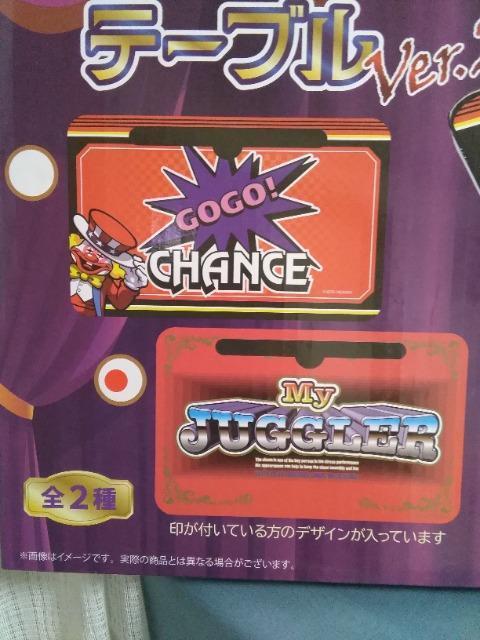 テーブル Ver.
GOGO!
CHANCE
My
JUGGLER
全2種
印が付いている方のデザインが入っています
※画像はイメージです。実際の商品とは異なる場合がございます。